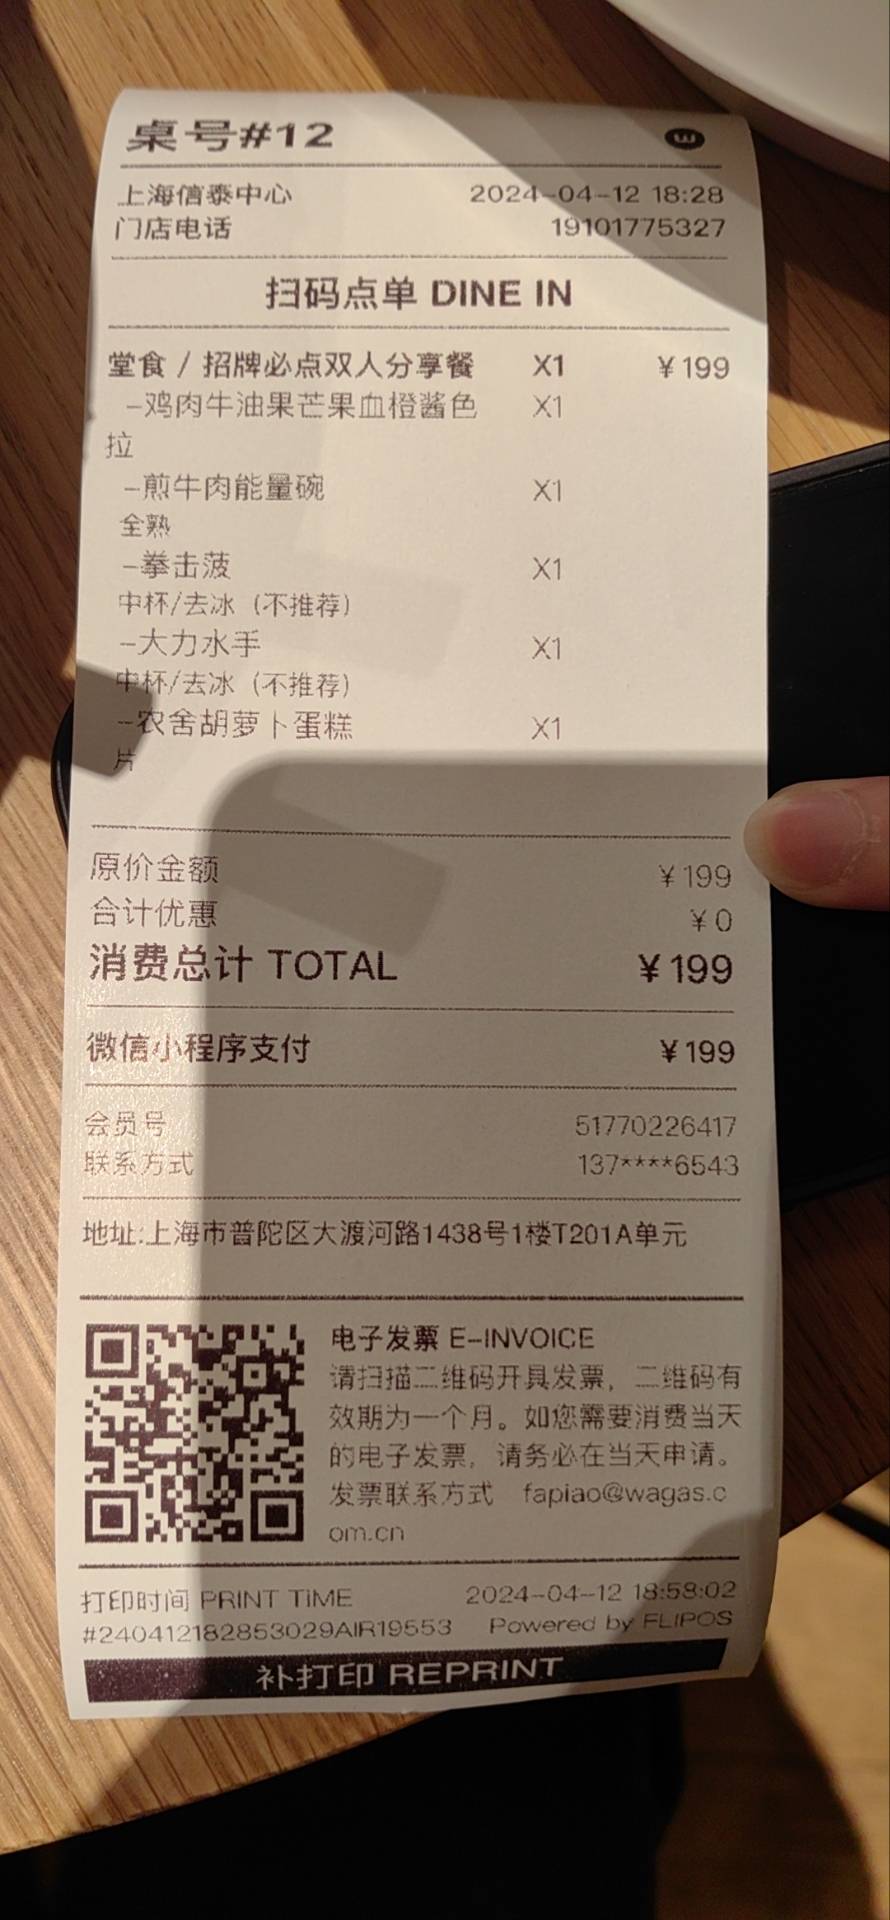 桌号#12
W
上海信泰中心 2024-04-12 18:28
门店电话 19101775327
扫码点单 DINE IN
堂食 / 招牌必点双人分享餐 X1 ¥199
-鸡肉牛油果芒果血橙酱色 X1
拉
-煎牛肉能量碗 X1
全熟
-拳击菠 X1
中杯/去冰（不推荐）
-大力水手 X1
中杯/去冰（不推荐）
-农舍胡萝卜蛋糕 X1
片
原价金额 ¥199
合计优惠 ¥0
消费总计 TOTAL ¥199
微信小程序支付 ¥199
会员号 51770226417
联系方式 137****6543
地址:上海市普陀区大渡河路1438号1楼T201A单元
电子发票 E-INVOICE
请扫描二维码开具发票，二维码有
效期为一个月。如您需要消费当天
的电子发票，请务必在当天申请。
发票联系方式 fapiao@wagas.c
om.cn
打印时间 PRINT TiME 2024-04-12 18:58:02
#240412182853029AIR19553 Powered by FLIPOS
补打印 REPRINT